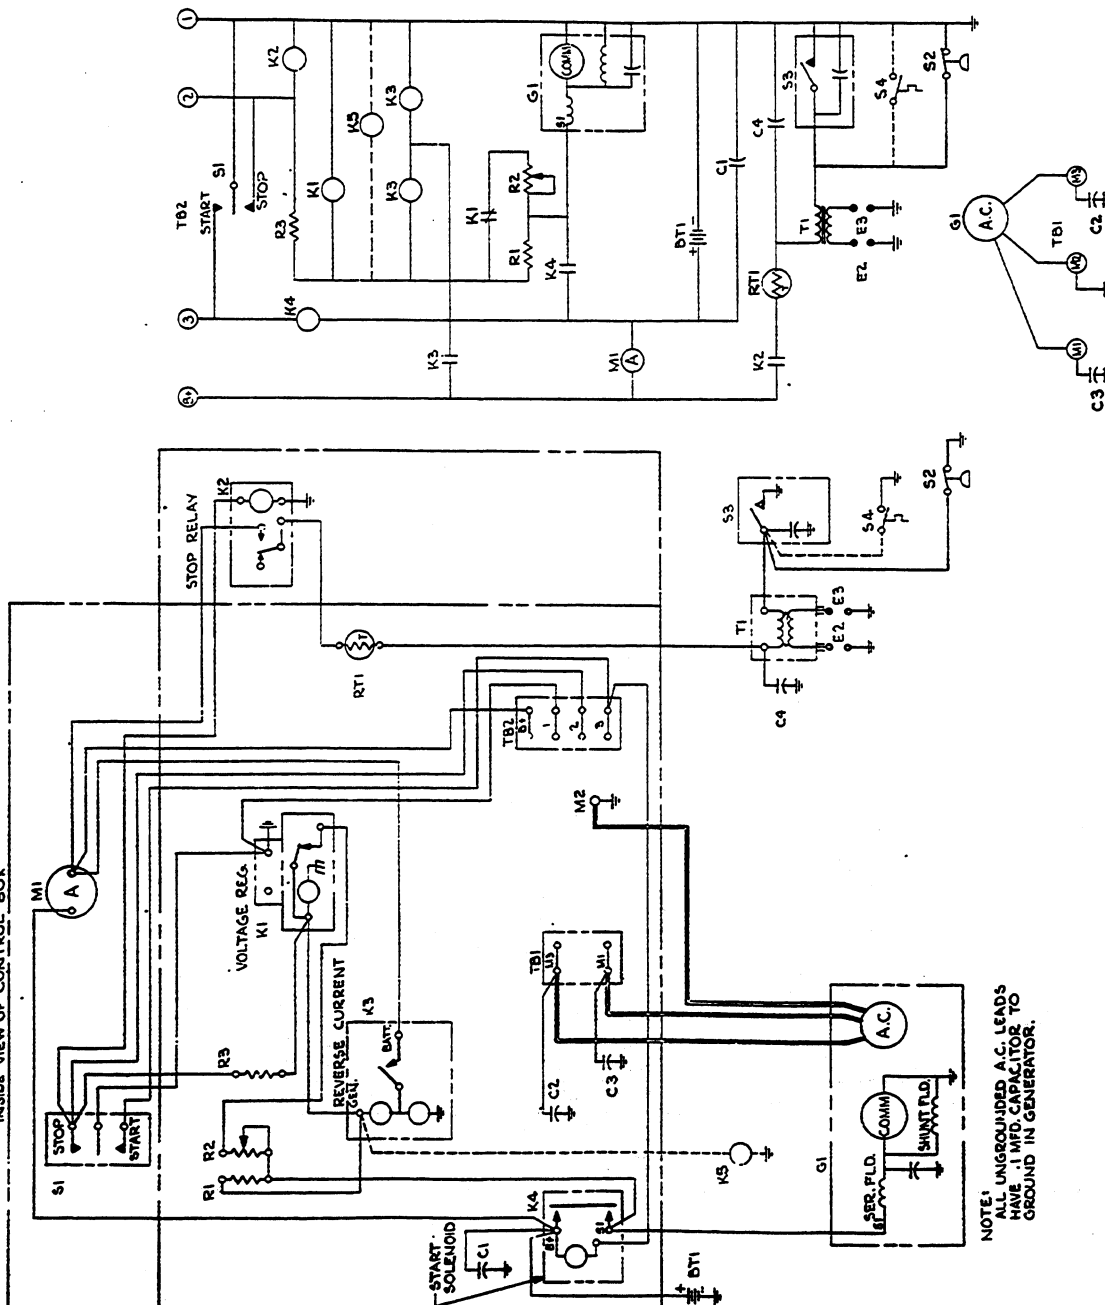 1
2
3
B+
TB2
START
S1
STOP
K2
R3
K4
K1
K5
K3
K3
K1
R2
R1
K4
K3
M1
A
G1
COMM
S1
BT1
+
-
C1
C4
RT1
K2
T1
E2
E3
S3
S4
S2
G1
A.C.
TB1
M3
M2
M1
C2
C3
INSIDE VIEW OF CONTROL BOX
M1
A
STOP RELAY
K2
RT1
T
S1
STOP
START
VOLTAGE REG.
K1
TB2
B+
1
2
3
R3
R2
R1
REVERSE CURRENT
K3
GEN.
BATT.
M2
TB1
M3
M1
C2
C3
K5
START
SOLENOID
K4
B+
S1
C1
BT1
+
G1
SER. FLD.
S1
COMM
SHUNT FLD.
A.C.
T1
E2
E3
C4
S3
S4
S2
NOTE:
ALL UNGROUNDED A.C. LEADS
HAVE .1 MFD. CAPACITOR TO
GROUND IN GENERATOR.